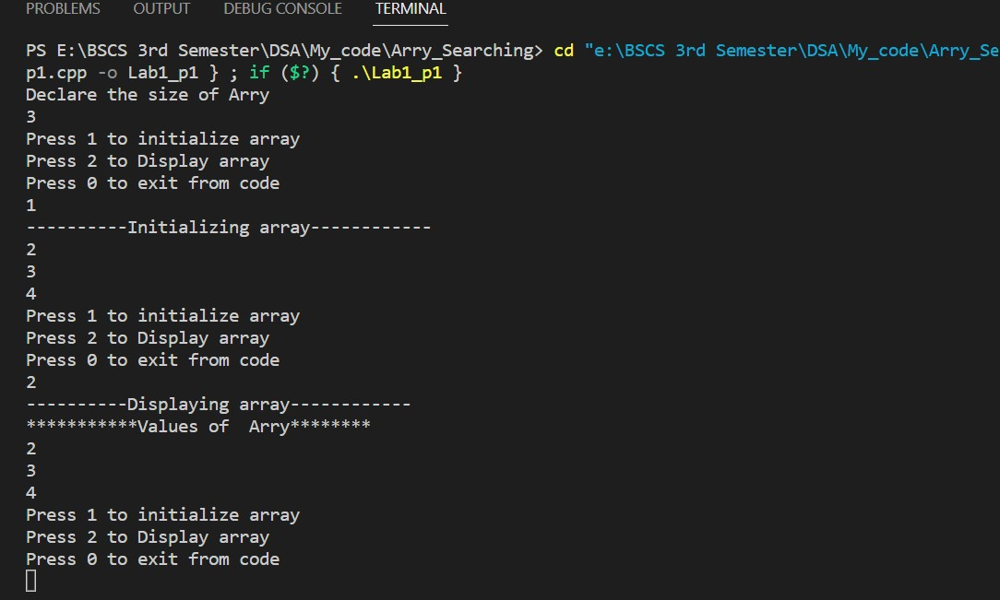 PROBLEMS OUTPUT DEBUG CONSOLE TERMINAL
PS E:\BSCS 3rd Semester\DSA\My_code\Arry_Searching> cd "e:\BSCS 3rd Semester\DSA\My_code\Arry_Se
p1.cpp -o Lab1_p1 } ; if ($?) { .\Lab1_p1 }
Declare the size of Arry
3
Press 1 to initialize array
Press 2 to Display array
Press 0 to exit from code
1
----------Initializing array------------
2
3
4
Press 1 to initialize array
Press 2 to Display array
Press 0 to exit from code
2
----------Displaying array------------
***********Values of  Arry********
2
3
4
Press 1 to initialize array
Press 2 to Display array
Press 0 to exit from code